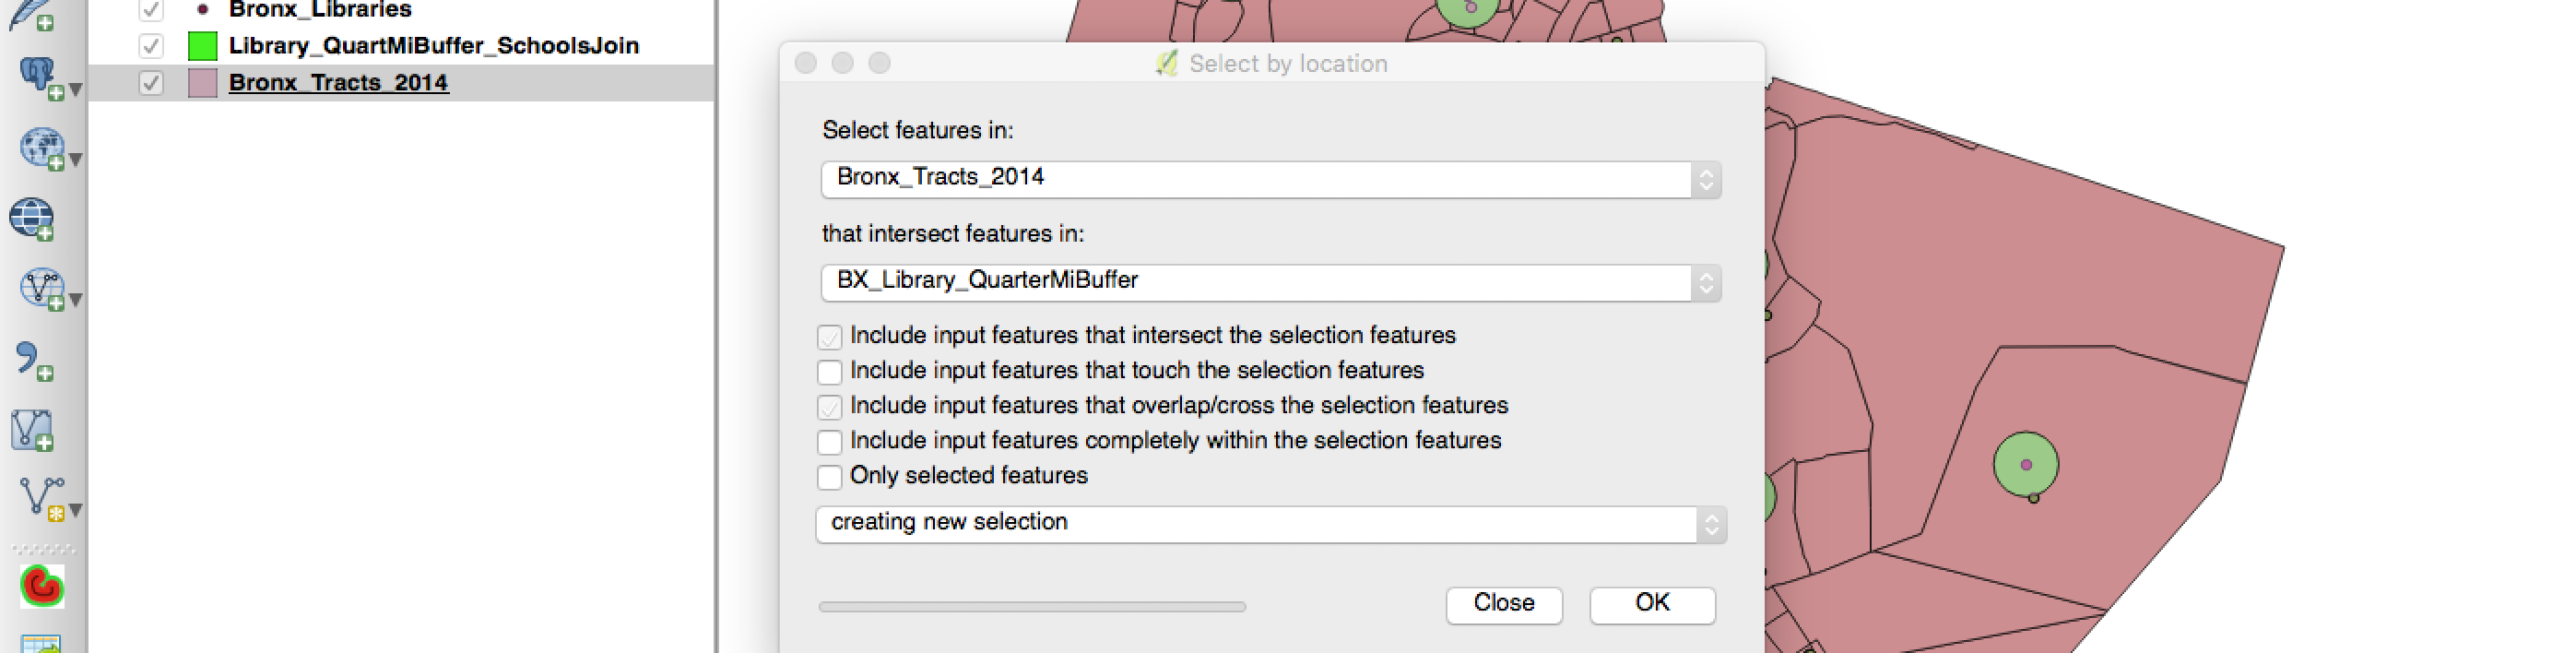 Bronx_Libraries
Library_QuartMiBuffer_SchoolsJoin
Bronx_Tracts_2014
Select by location
Select features in:
Bronx_Tracts_2014
that intersect features in:
BX_Library_QuarterMiBuffer
Include input features that intersect the selection features
Include input features that touch the selection features
Include input features that overlap/cross the selection features
Include input features completely within the selection features
Only selected features
creating new selection
Close OK